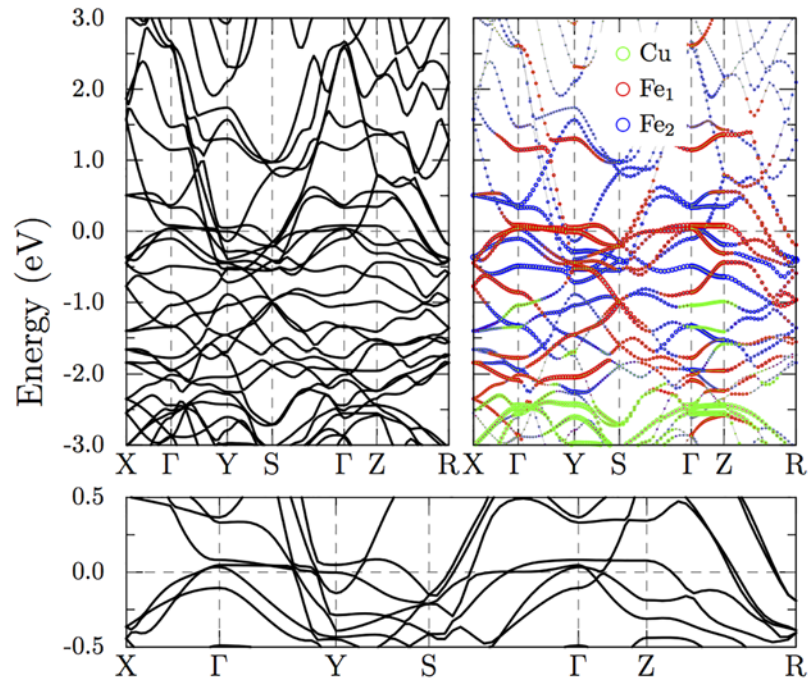 3.0
2.0
1.0
0.0
-1.0
-2.0
-3.0
Energy (eV)
Cu
Fe₁
Fe₂
X Γ Y S Γ Z R
X Γ Y S Γ Z R
0.5
0.0
-0.5
X Γ Y S Γ Z R